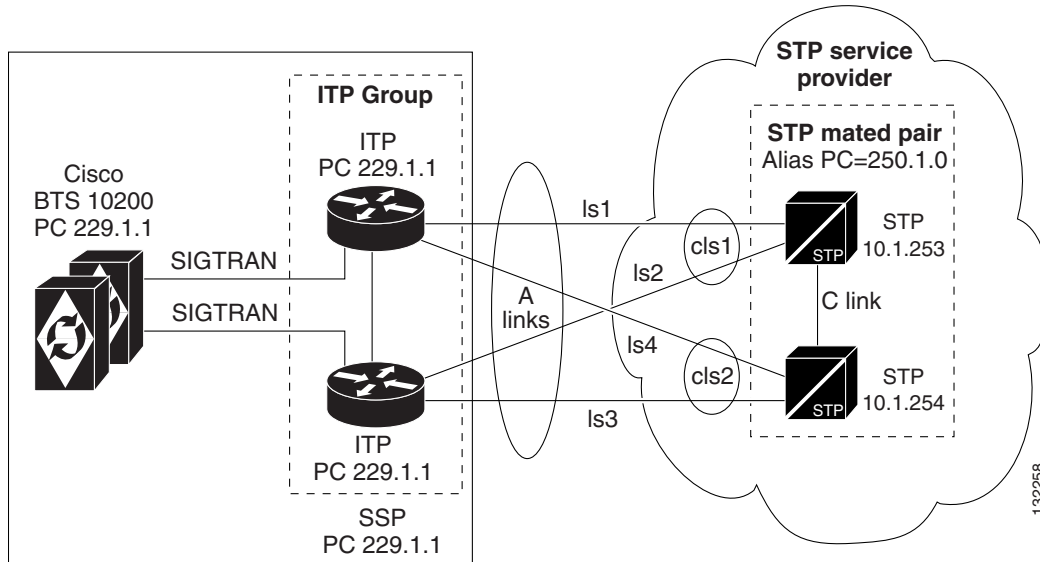 STP service
provider
ITP Group
STP mated pair
Alias PC=250.1.0
ITP
PC 229.1.1
Cisco
BTS 10200
PC 229.1.1
ls1
cls1
STP
STP
10.1.253
SIGTRAN
ls2
A
links
C link
SIGTRAN
ls4
cls2
STP
STP
10.1.254
ls3
ITP
PC 229.1.1
SSP
PC 229.1.1
132258